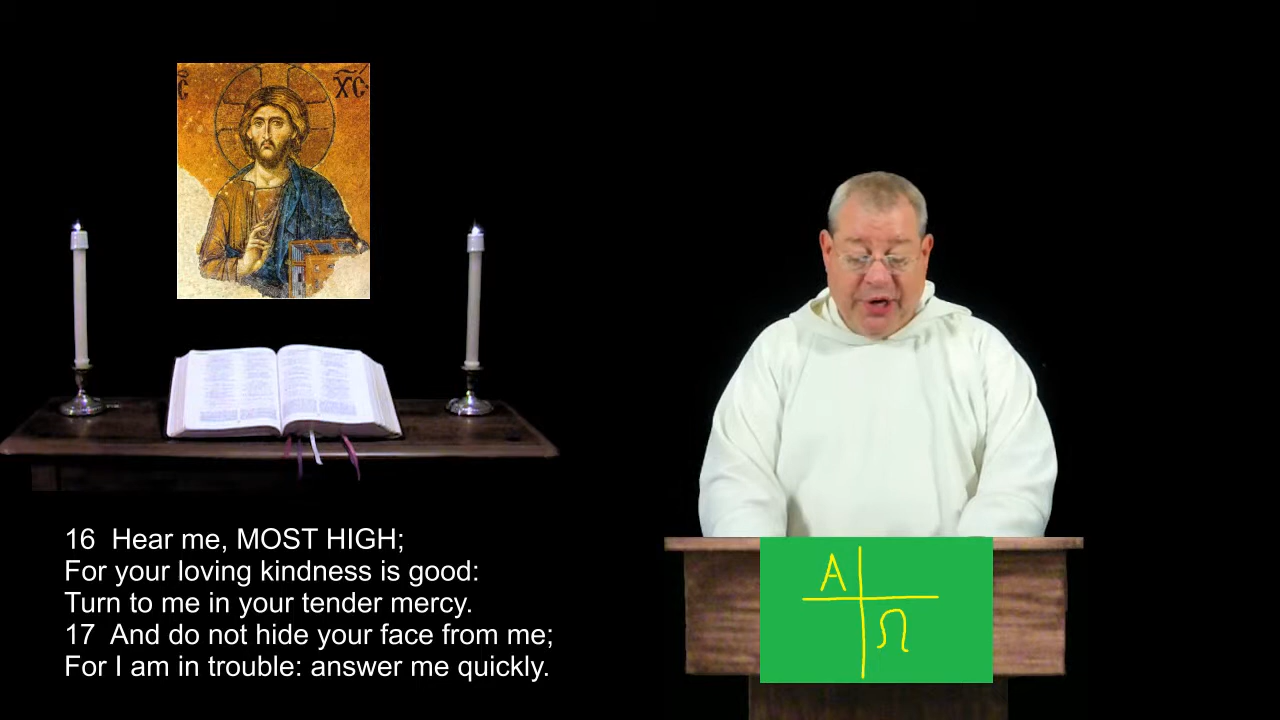 C
X͂C
16 Hear me, MOST HIGH;
For your loving kindness is good:
Turn to me in your tender mercy.
17 And do not hide your face from me;
For I am in trouble: answer me quickly.
A
Ω